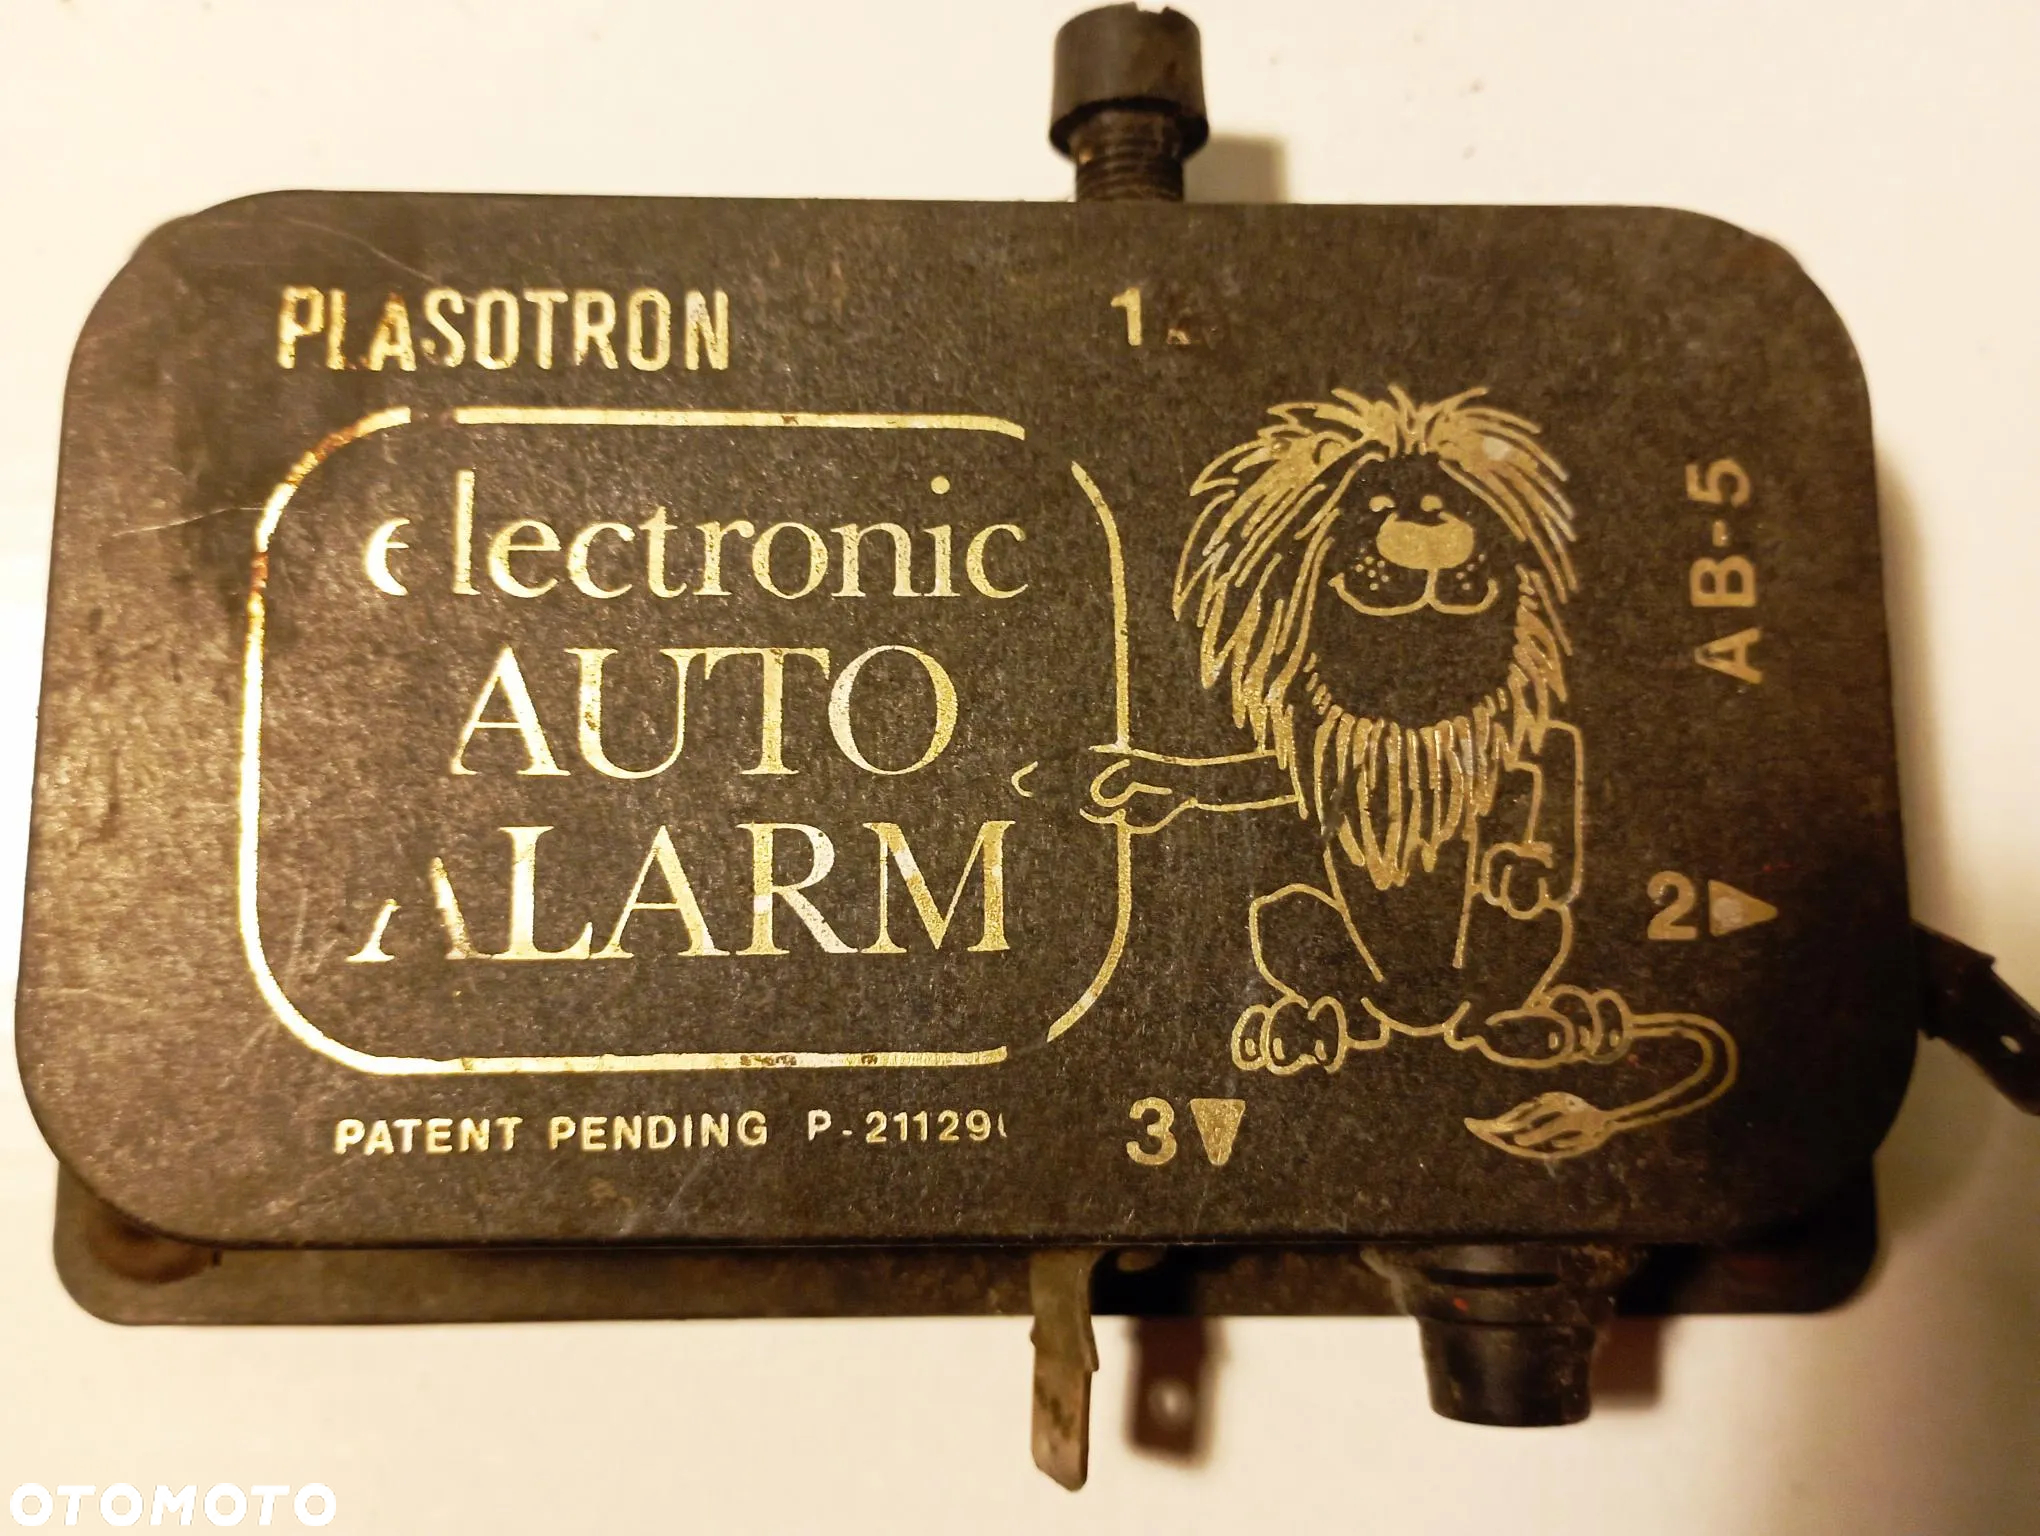 PLASOTRON
1
electronic
AUTO
ALARM
AB-5
2
3
PATENT PENDING
OTOMOTO